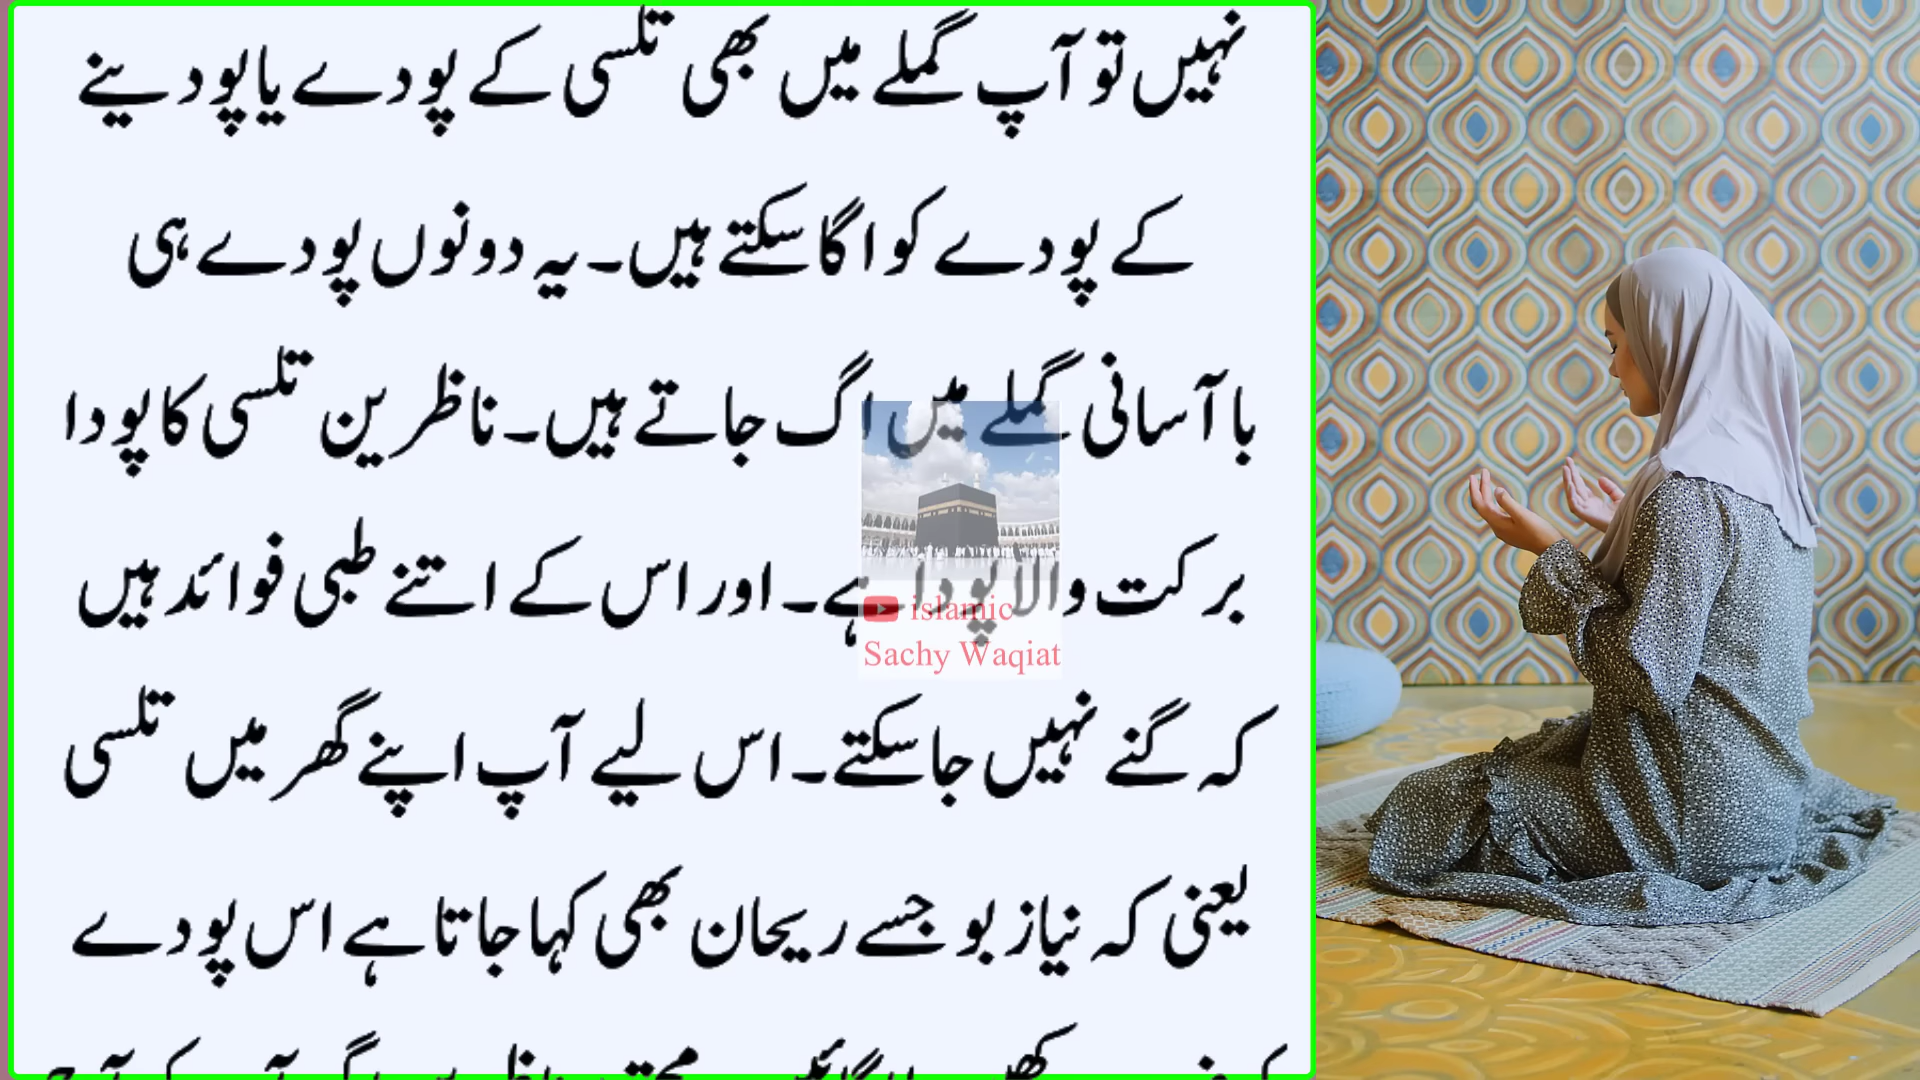 نہیں تو آپ گملے میں بھی تلسی کے پودے یا پودینے
کے پودے کو اگا سکتے ہیں۔ یہ دونوں پودے ہی
با آسانی گملے میں اگ جاتے ہیں۔ ناظرین تلسی کا پودا
برکت والا پودا ہے۔ اور اس کے اتنے طبی فوائد ہیں
کہ گنے نہیں جا سکتے۔ اس لیے آپ اپنے گھر میں تلسی
یعنی کہ نیاز بو جسے ریحان بھی کہا جاتا ہے اس پودے
islamic
Sachy Waqiat